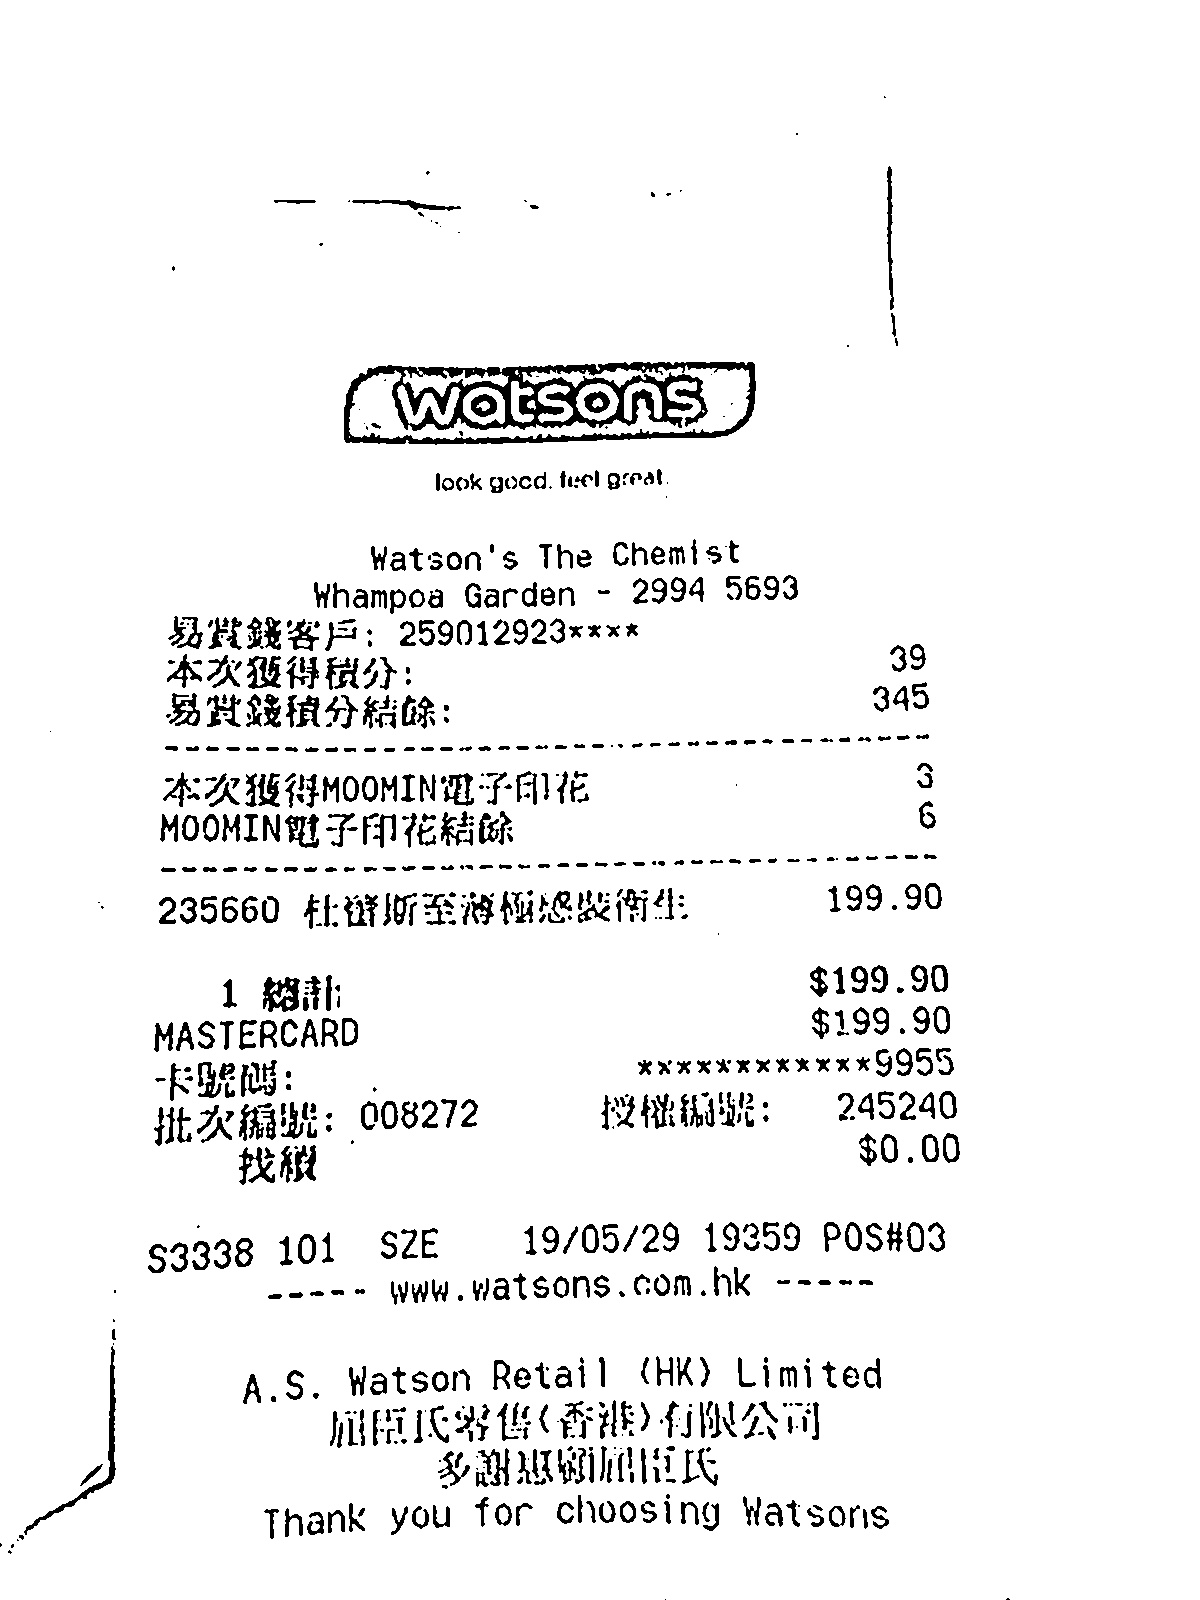 watsons
look good. feel great.
Watson's The Chemist
Whampoa Garden - 2994 5693
易賞錢客戶: 259012923****
本次獲得積分: 39
易賞錢積分結餘: 345
本次獲得MOOMIN電子印花 3
MOOMIN電子印花結餘 6
235660 杜蕾斯至薄極感裝衛生 199.90
1 總計 $199.90
MASTERCARD $199.90
卡號碼: ************9955
批次編號: 008272 授權編號: 245240
找續 $0.00
S3338 101 SZE 19/05/29 19359 POS#03
----- www.watsons.com.hk -----
A.S. Watson Retail (HK) Limited
屈臣氏零售(香港)有限公司
多謝惠顧屈臣氏
Thank you for choosing Watsons